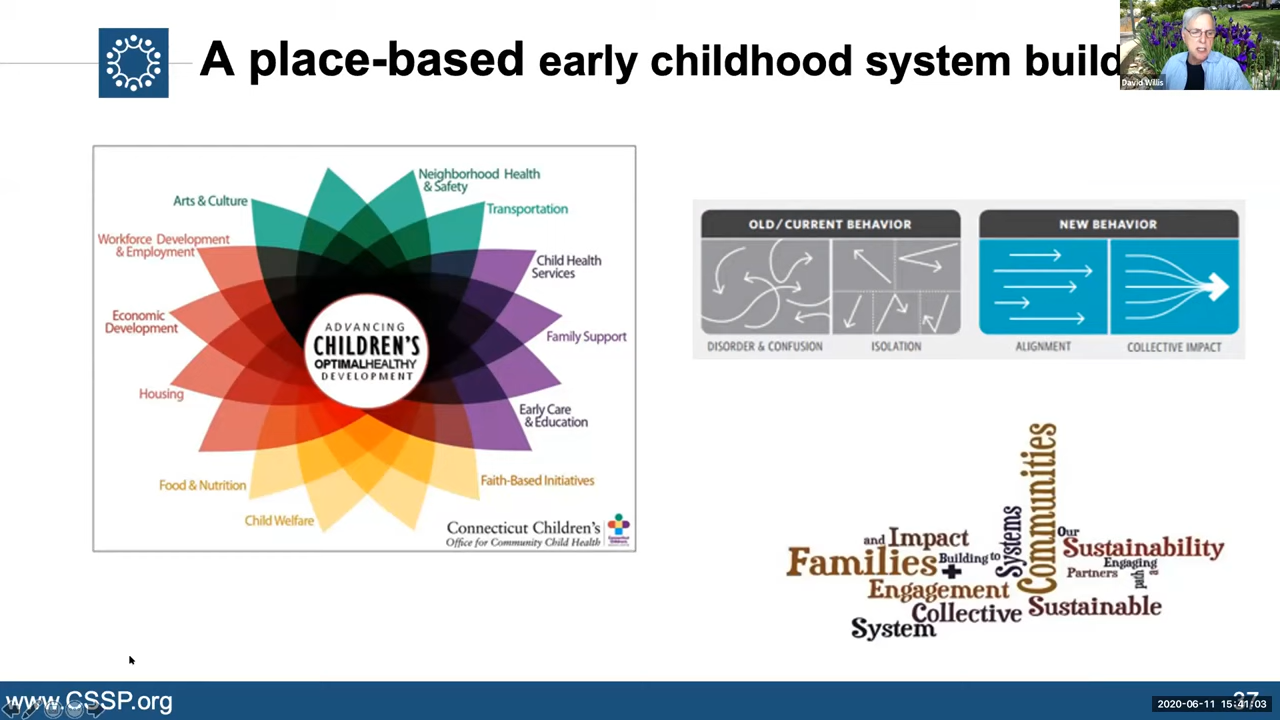 A place-based early childhood system build
David Willis
Neighborhood Health
& Safety
Arts & Culture
Transportation
Workforce Development
& Employment
Child Health
Services
Economic
Development
Family Support
ADVANCING
CHILDREN'S
OPTIMALHEALTHY
DEVELOPMENT
Housing
Early Care
& Education
Food & Nutrition
Faith-Based Initiatives
Child Welfare
Connecticut Children's
Office for Community Child Health
OLD/CURRENT BEHAVIOR
NEW BEHAVIOR
DISORDER & CONFUSION
ISOLATION
ALIGNMENT
COLLECTIVE IMPACT
Communities
Systems
Our
and Impact
Sustainability
Families
Building to
+
Engaging
Partners
path
a
Engagement
Collective
Sustainable
System
www.CSSP.org
37
2020-06-11 15:41:03